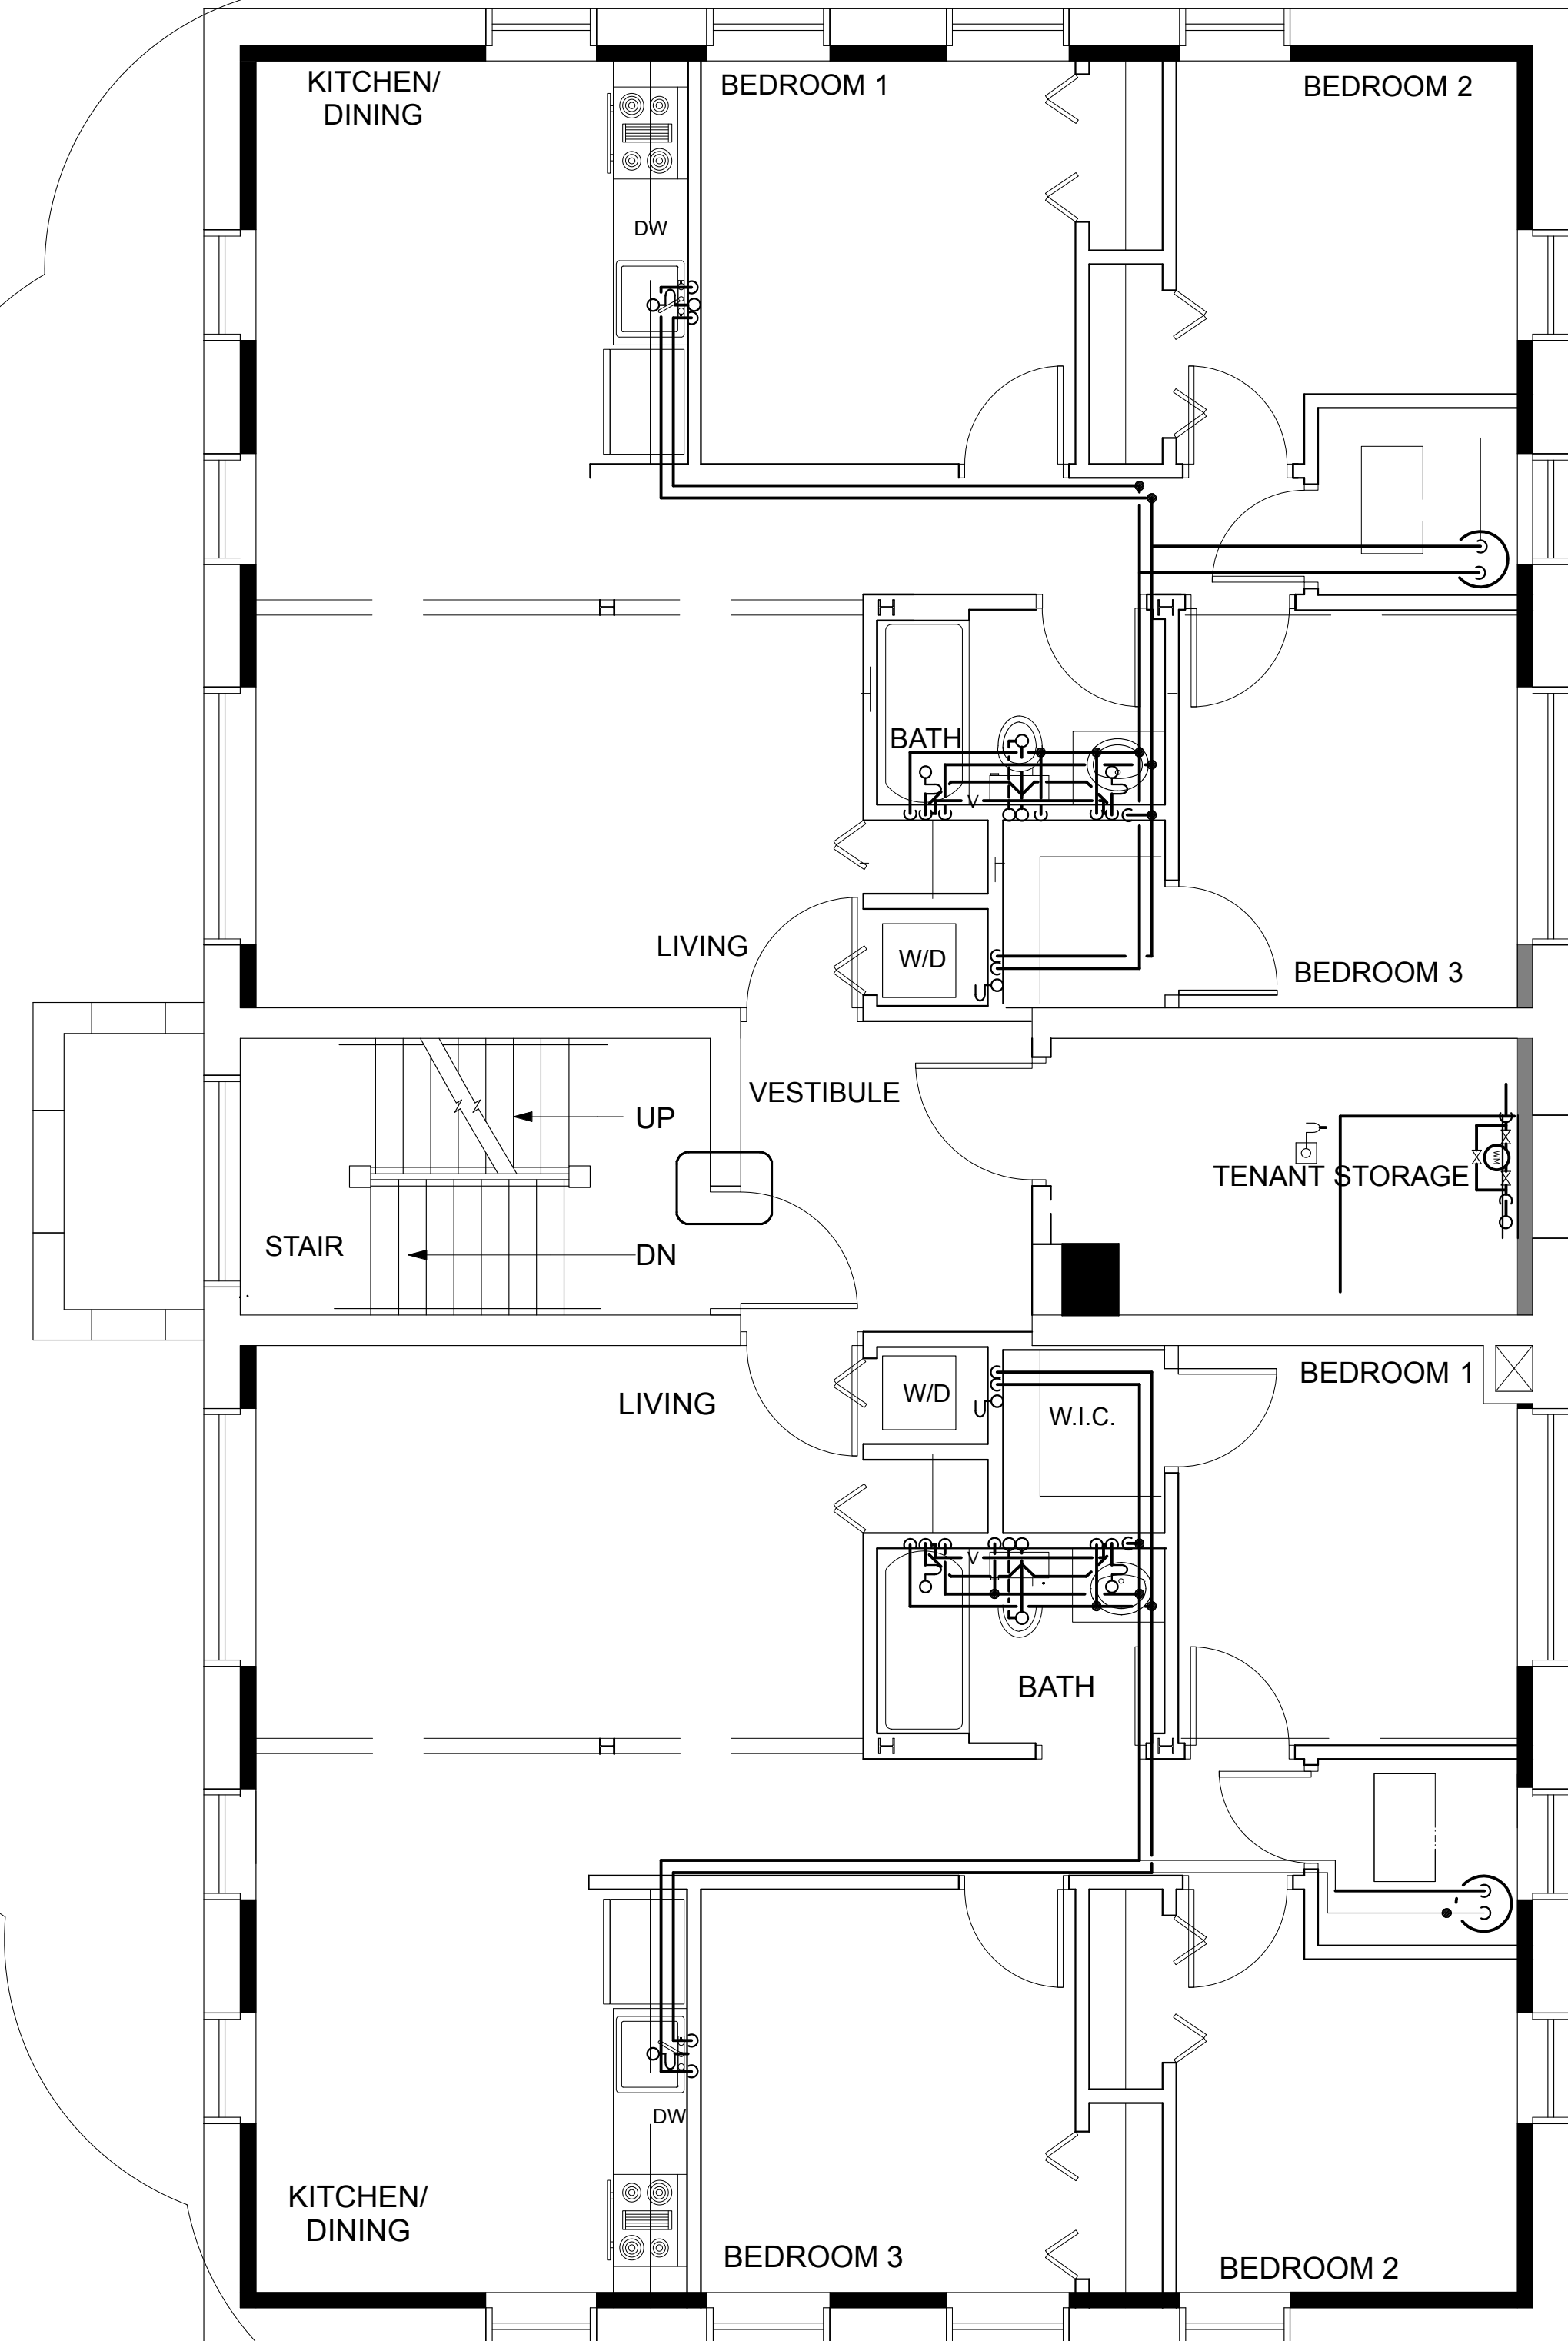 KITCHEN/
DINING
BEDROOM 1
BEDROOM 2
DW
BATH
V
LIVING
W/D
BEDROOM 3
VESTIBULE
UP
WM
TENANT STORAGE
STAIR
DN
BEDROOM 1
LIVING
W/D
W.I.C.
V
BATH
DW
KITCHEN/
DINING
BEDROOM 3
BEDROOM 2